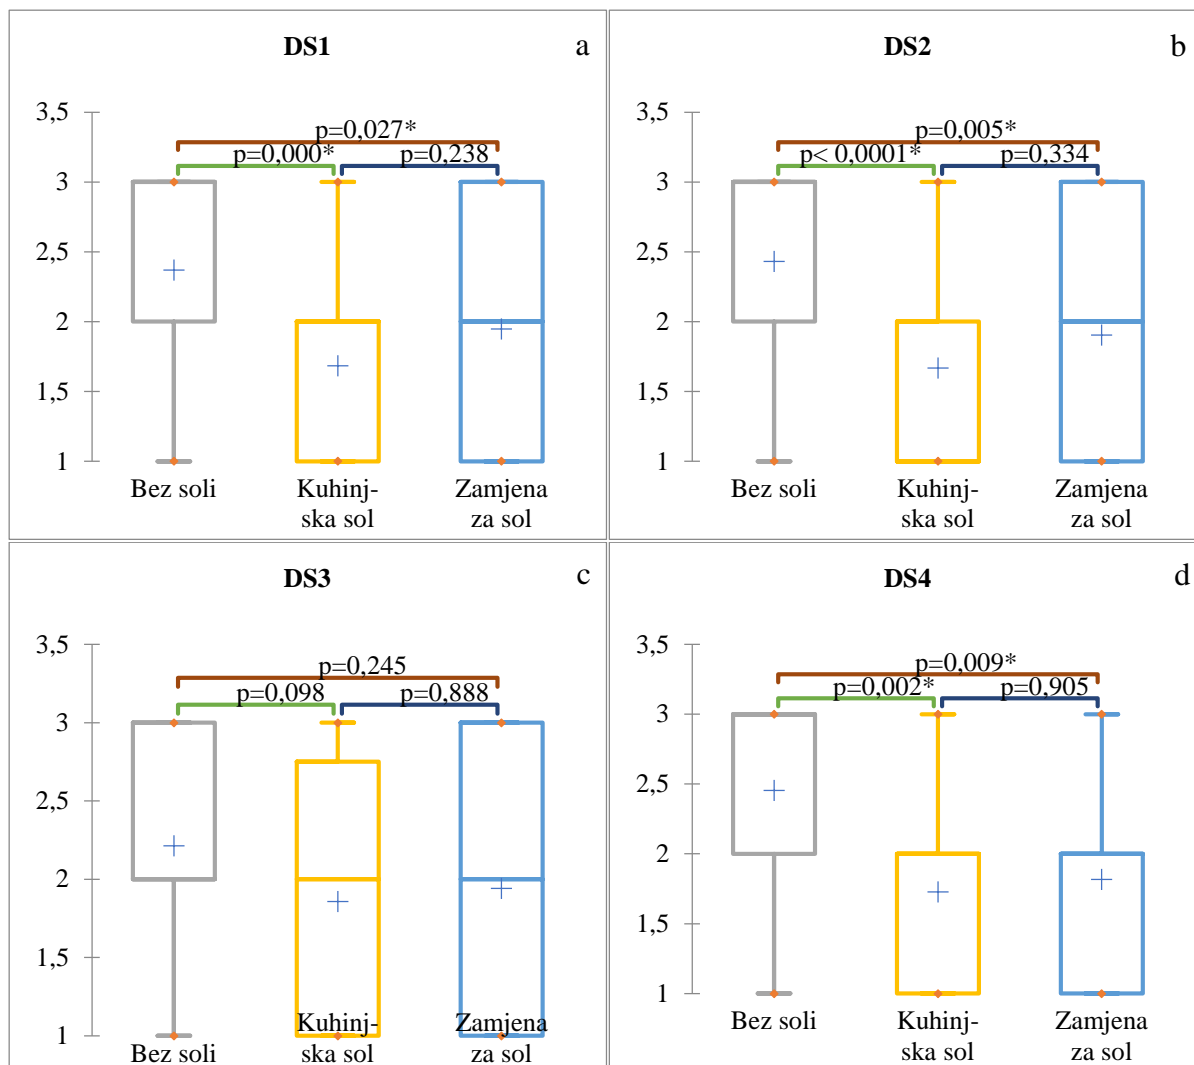 DS1
a
3,5
p=0,027*
p=0,000*
p=0,238
3
2,5
2
1,5
1
Bez soli
Kuhinj-
ska sol
Zamjena
za sol
DS2
b
3,5
p=0,005*
p< 0,0001*
p=0,334
3
2,5
2
1,5
1
Bez soli
Kuhinj-
ska sol
Zamjena
za sol
DS3
c
3,5
p=0,245
p=0,098
p=0,888
3
2,5
2
1,5
1
Bez soli
Kuhinj-
ska sol
Zamjena
za sol
DS4
d
3,5
p=0,009*
p=0,002*
p=0,905
3
2,5
2
1,5
1
Bez soli
Kuhinj-
ska sol
Zamjena
za sol